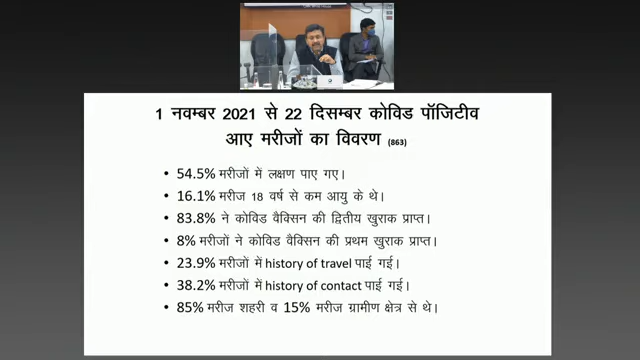 1 नवम्बर 2021 से 22 दिसम्बर कोविड पॉजिटीव
आए मरीजों का विवरण (863)
• 54.5% मरीजों में लक्षण पाए गए।
• 16.1% मरीज 18 वर्ष से कम आयु के थे।
• 83.8% ने कोविड वैक्सिन की द्वितीय खुराक प्राप्त।
• 8% मरीजों ने कोविड वैक्सिन की प्रथम खुराक प्राप्त।
• 23.9% मरीजों में history of travel पाई गई।
• 38.2% मरीजों में history of contact पाई गई।
• 85% मरीज शहरी व 15% मरीज ग्रामीण क्षेत्र से थे।